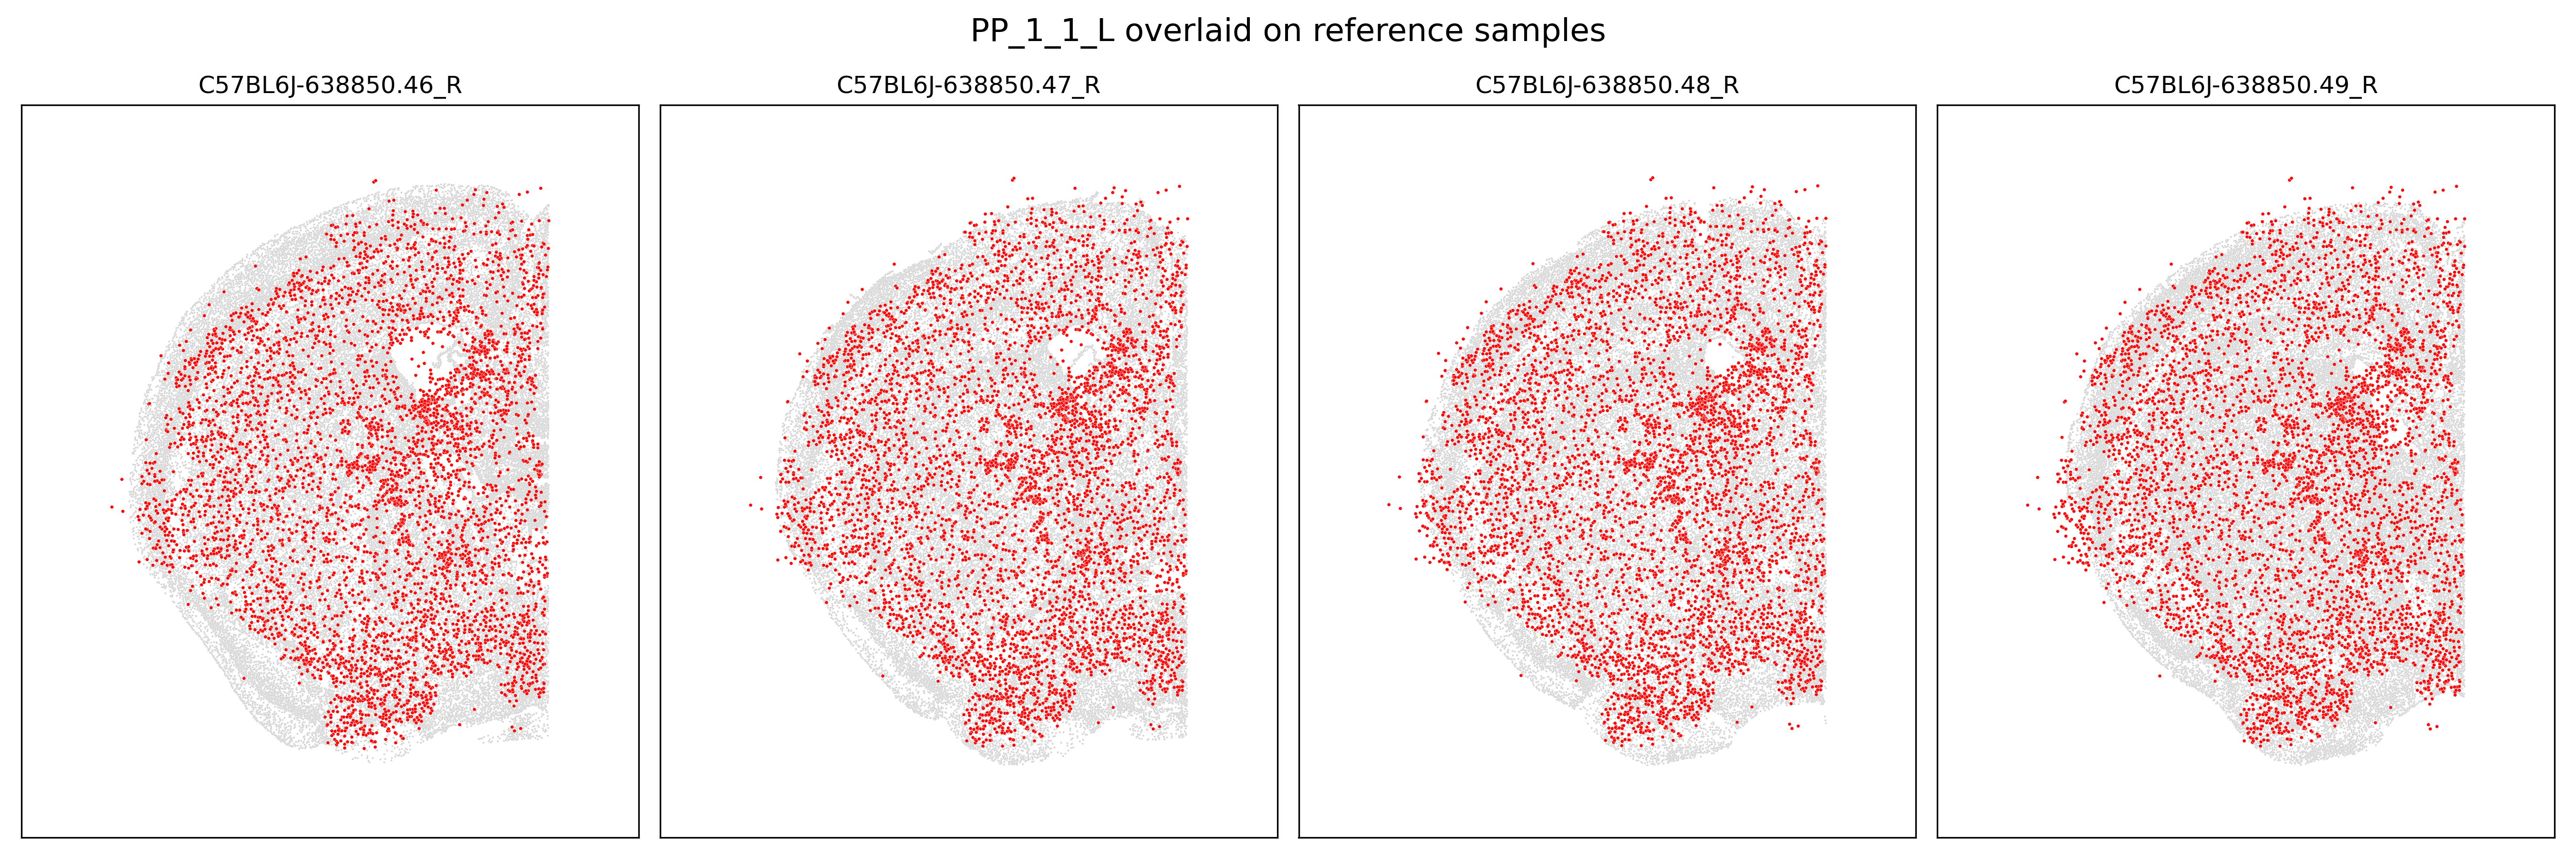 PP_1_1_L overlaid on reference samples
C57BL6J-638850.46_R
C57BL6J-638850.47_R
C57BL6J-638850.48_R
C57BL6J-638850.49_R